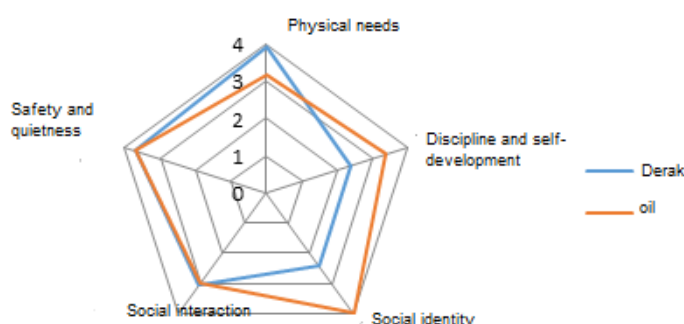 Physical needs
4
3
2
1
0
Safety and
quietness
Discipline and self-
development
Derak
oil
Social interaction
Social identity